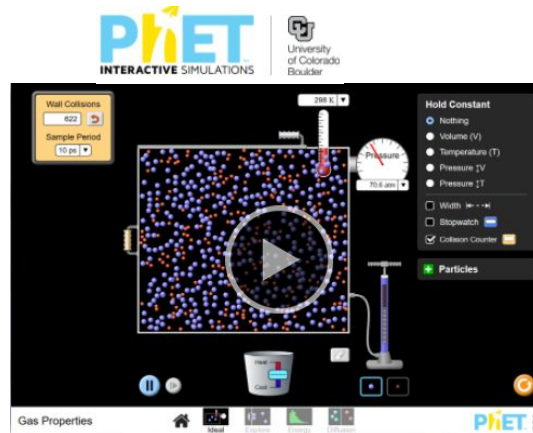 PhET
INTERACTIVE SIMULATIONS
University
of Colorado
Boulder
Wall Collisions
622
Sample Period
10 ps
298 K
Pressure
70.6 atm
Hold Constant
Nothing
Volume (V)
Temperature (T)
Pressure ↕V
Pressure ↕T
Width
Stopwatch
Collision Counter
Particles
Heat
Cool
Gas Properties
Ideal
Explore
Energy
Diffusion
PhET